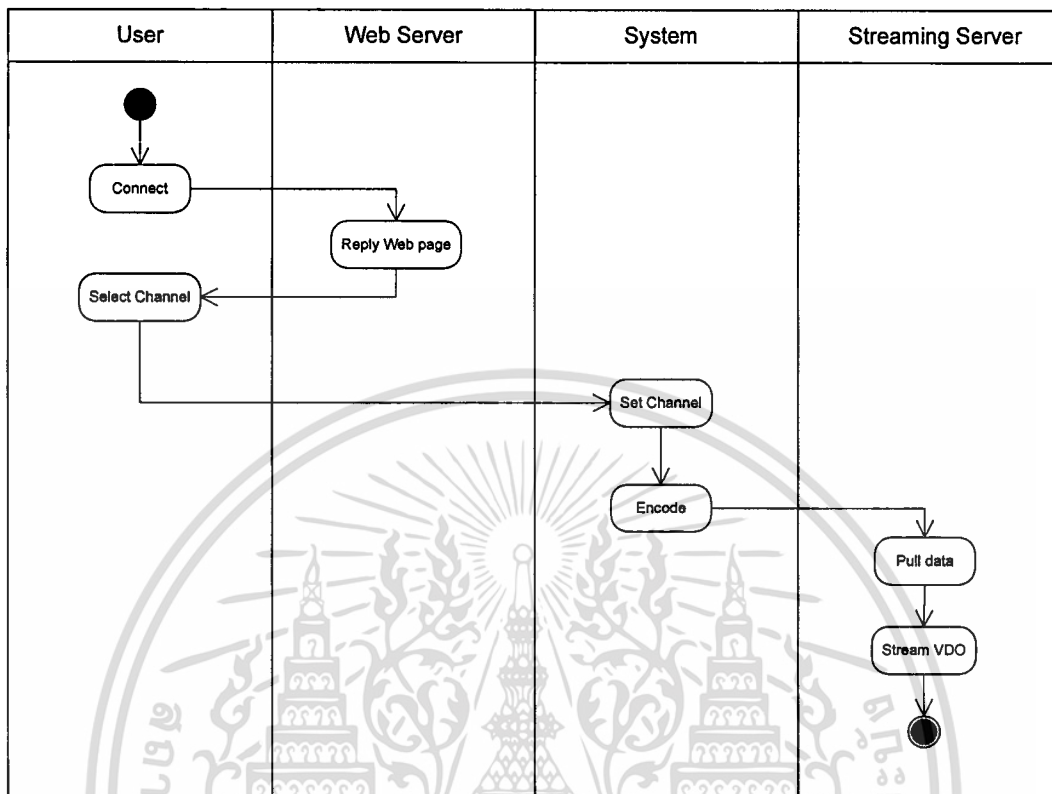 User
Web Server
System
Streaming Server
Connect
Reply Web page
Select Channel
Set Channel
Encode
Pull data
Stream VDO